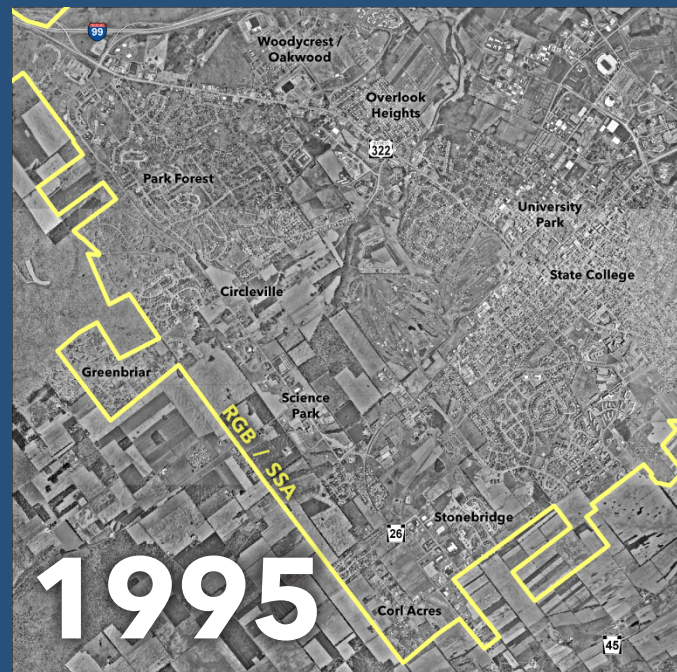 99
Woodycrest /
Oakwood
Overlook
Heights
322
Park Forest
University
Park
State College
Circleville
Greenbriar
Science
Park
RGB / SSA
Stonebridge
26
1995
Corl Acres
45